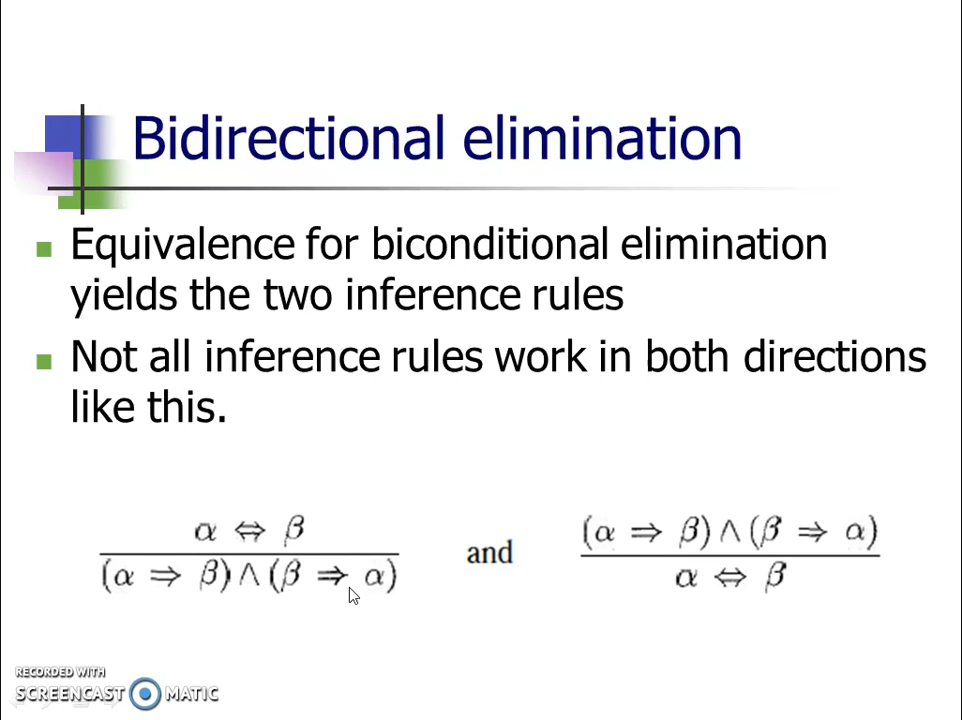 Bidirectional elimination
Equivalence for biconditional elimination
yields the two inference rules
Not all inference rules work in both directions
like this.
α ⇔ β
(α ⇒ β) ∧ (β ⇒ α)
and
(α ⇒ β) ∧ (β ⇒ α)
α ⇔ β
RECORDED WITH
SCREENCAST MATIC